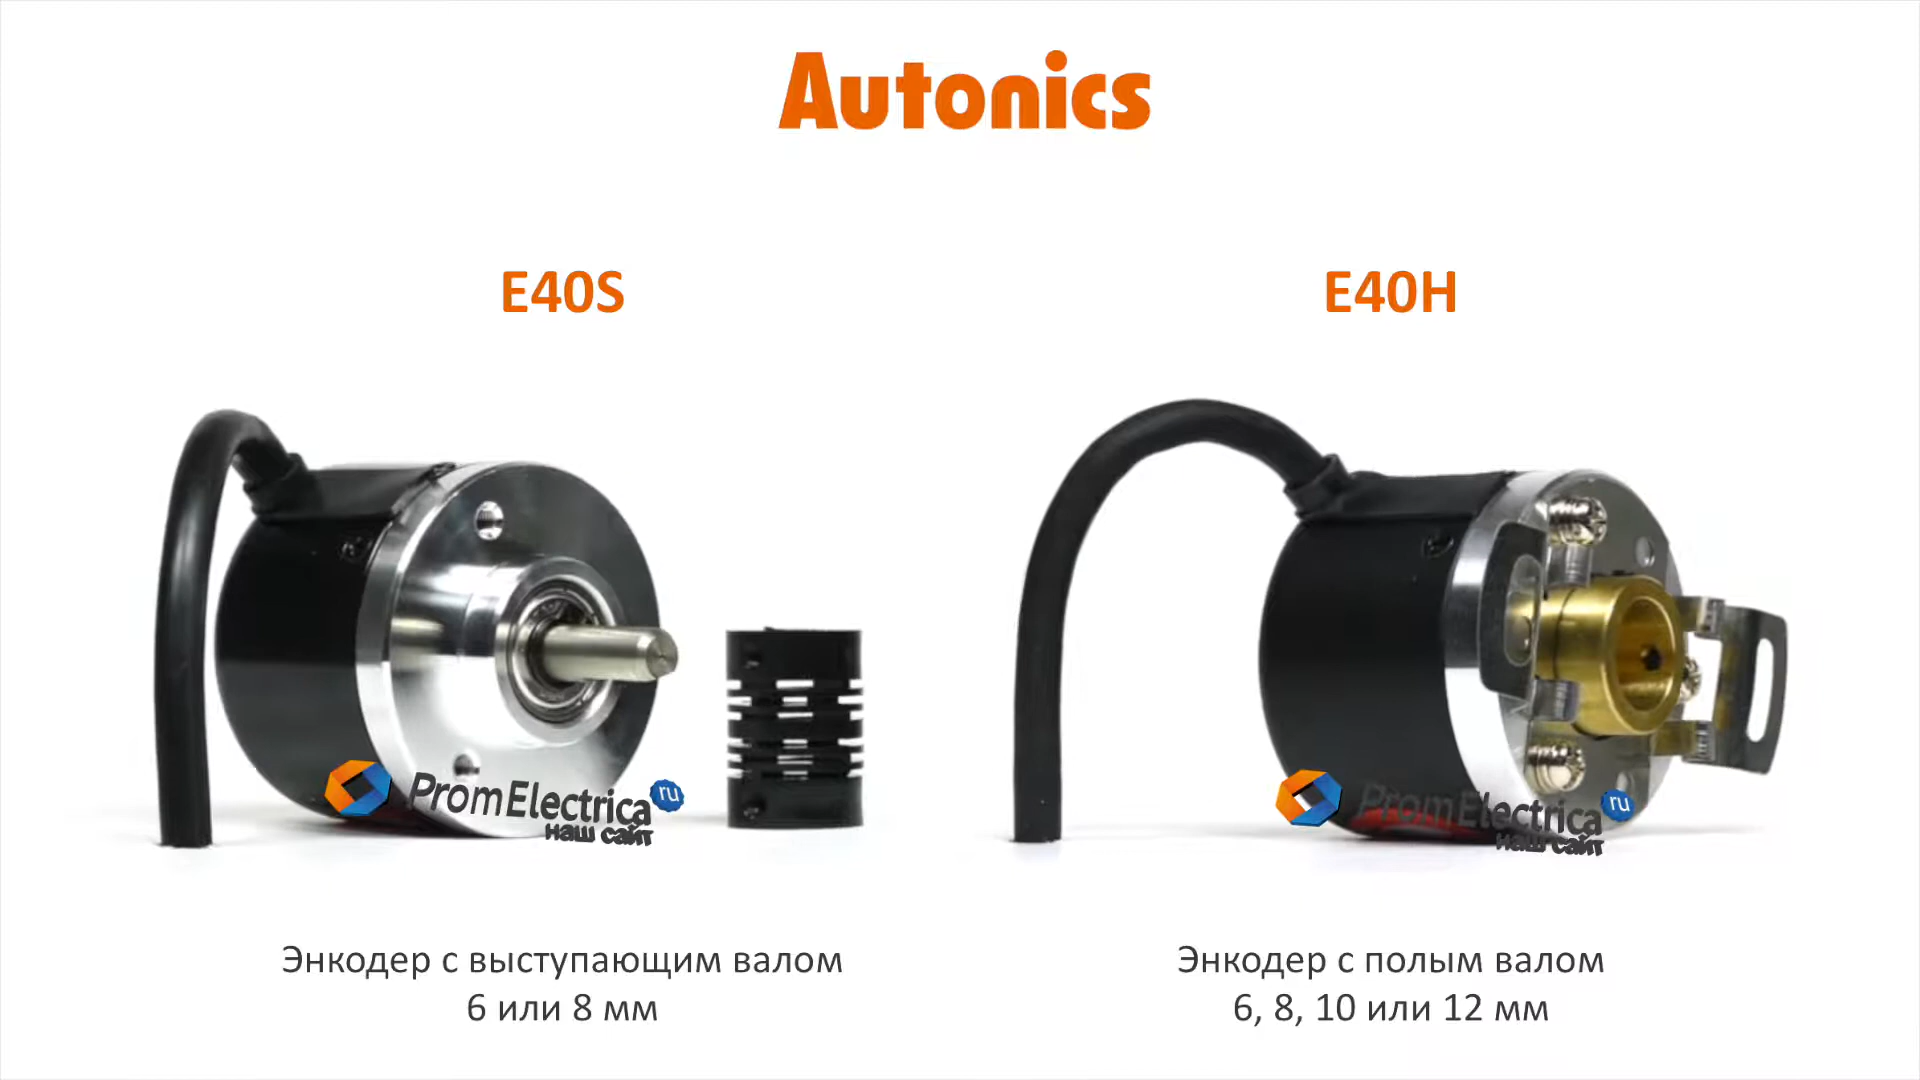 Autonics
E40S
E40H
PromElectrica ru
наш сайт
PromElectrica ru
наш сайт
Энкодер с выступающим валом
6 или 8 мм
Энкодер с полым валом
6, 8, 10 или 12 мм